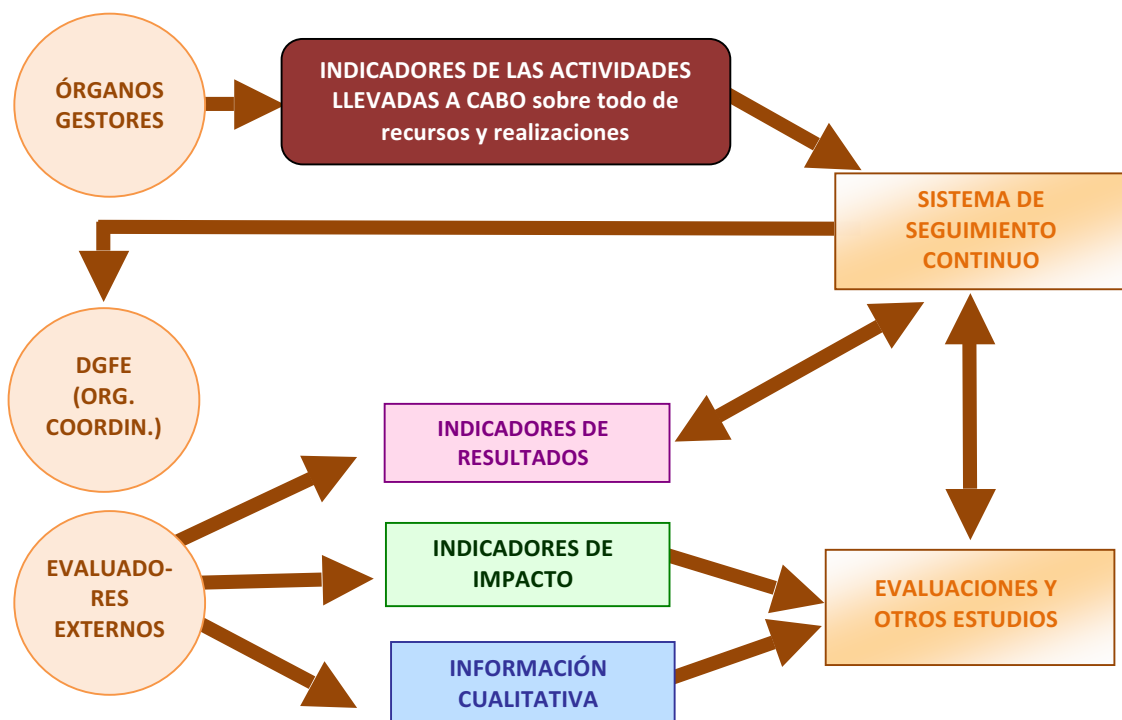 ÓRGANOS
GESTORES
INDICADORES DE LAS ACTIVIDADES
LLEVADAS A CABO sobre todo de
recursos y realizaciones
SISTEMA DE
SEGUIMIENTO
CONTINUO
DGFE
(ORG.
COORDIN.)
INDICADORES DE
RESULTADOS
EVALUADO-
RES
EXTERNOS
INDICADORES DE
IMPACTO
EVALUACIONES Y
OTROS ESTUDIOS
INFORMACIÓN
CUALITATIVA